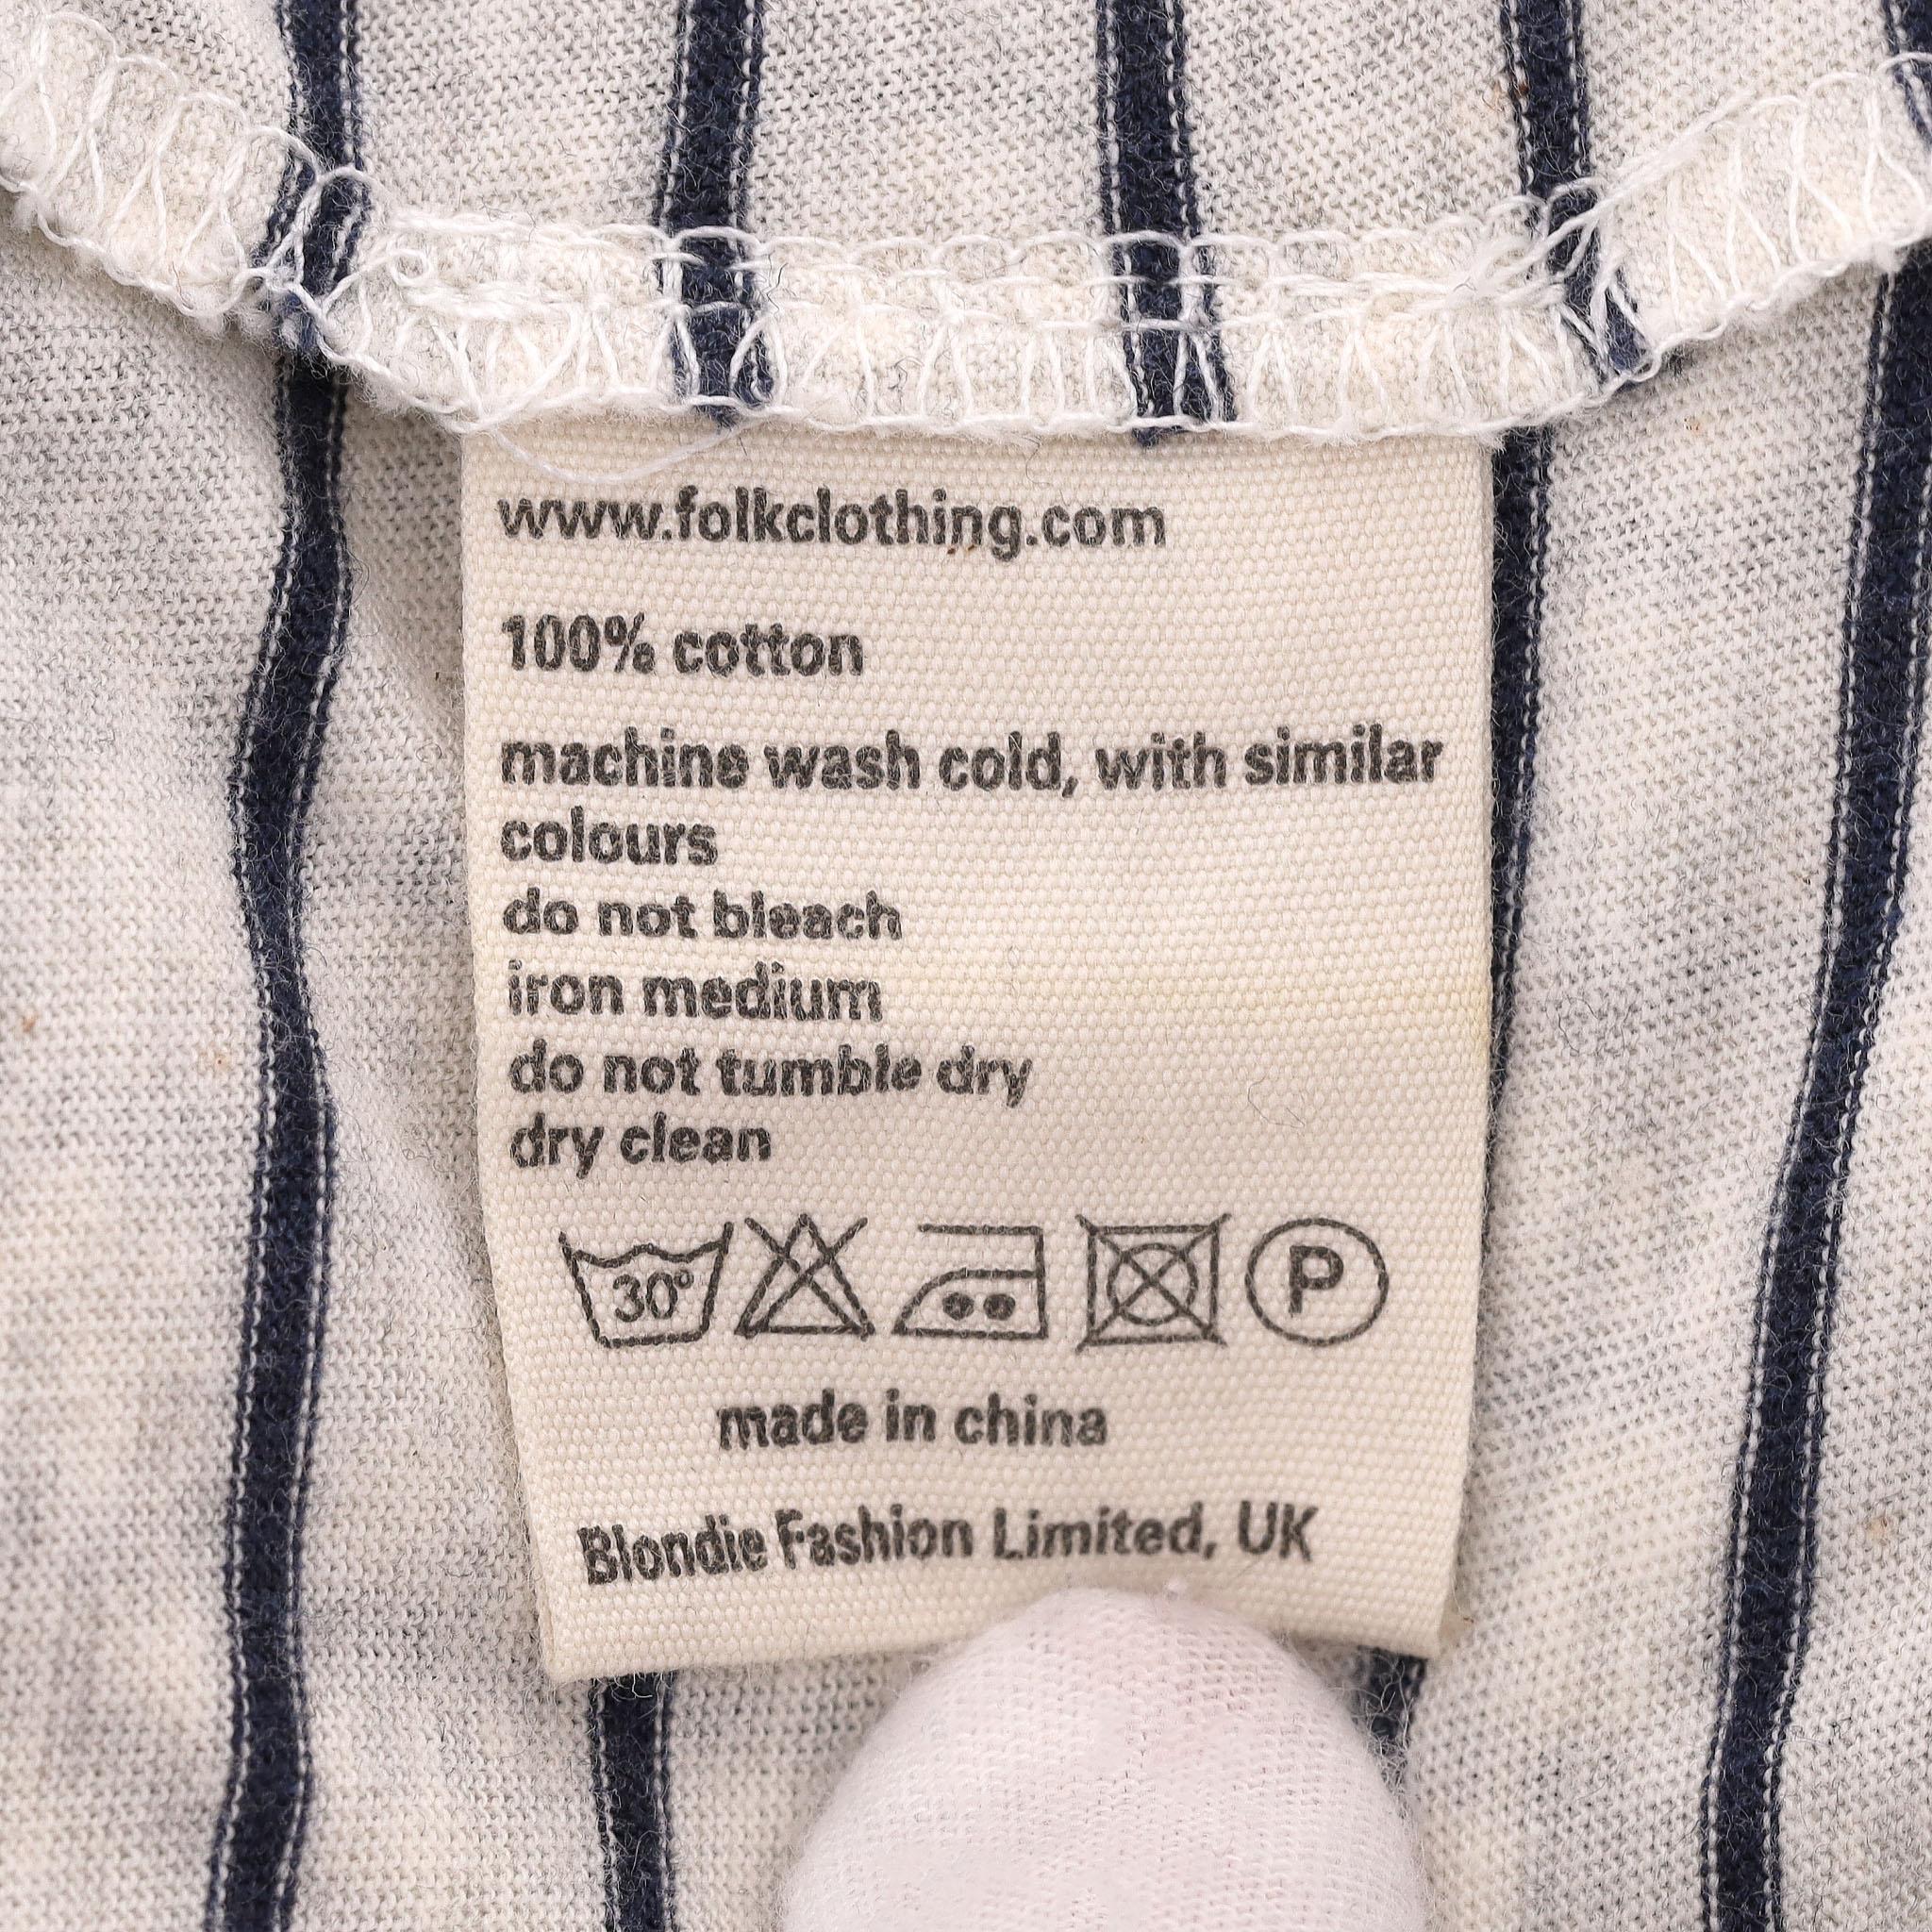 www.folkclothing.com
100% cotton
machine wash cold, with similar
colours
do not bleach
iron medium
do not tumble dry
dry clean
30° P
made in china
Blondie Fashion Limited, UK